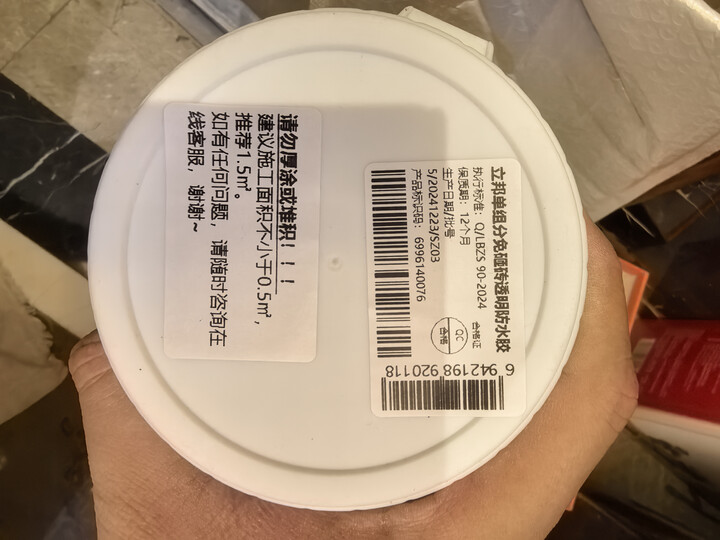 请勿厚涂或堆积！！！
建议施工面积不小于0.5㎡，
推荐1.5㎡。
如有任何问题，请随时咨询在
线客服，谢谢~
立邦单组分免砸砖透明防水胶
执行标准：Q/LBZS 90-2024
保质期：12个月
生产日期/批号
S/20241223/SZ03
产品标识码：6996140076
合格证
QC
合格
6 942198 920118